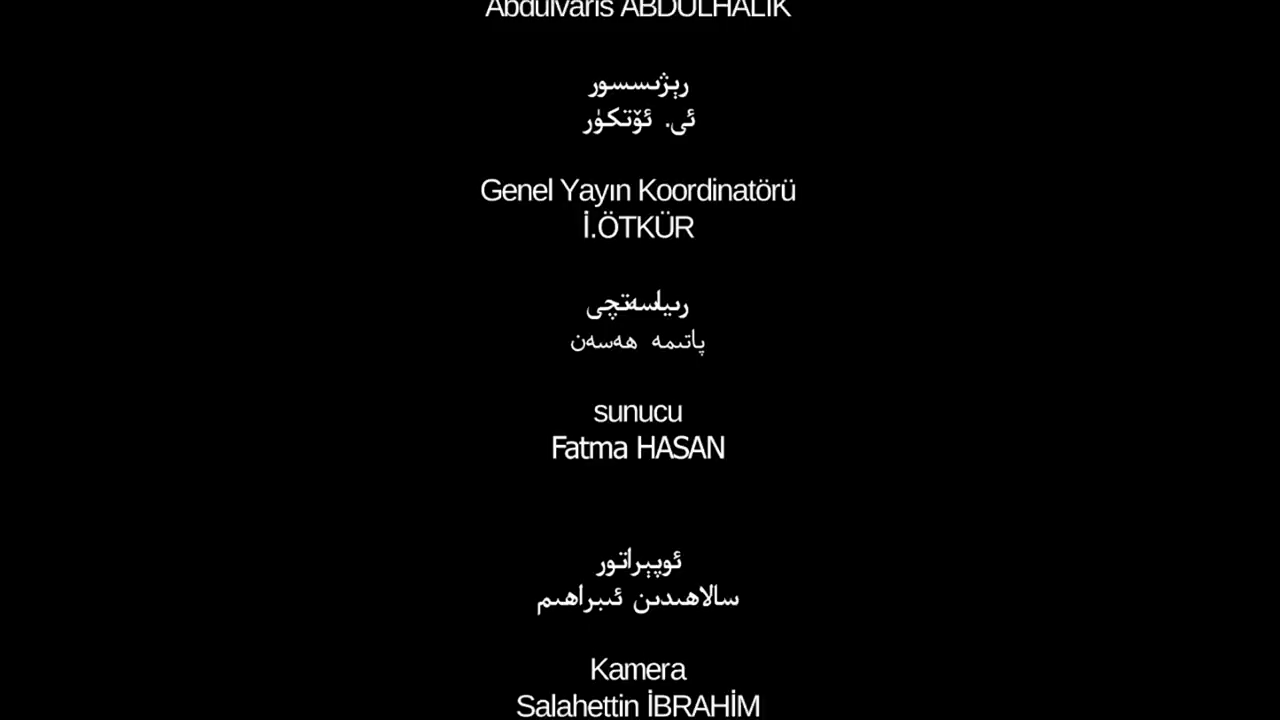 Abdulvaris ABDULHALIK
رېژىسسور
ئى. ئۆتكۈر
Genel Yayın Koordinatörü
İ.ÖTKÜR
رىياسەتچى
پاتىمە ھەسەن
sunucu
Fatma HASAN
ئوپېراتور
سالاھىدىن ئىبراھىم
Kamera
Salahettin İBRAHİM